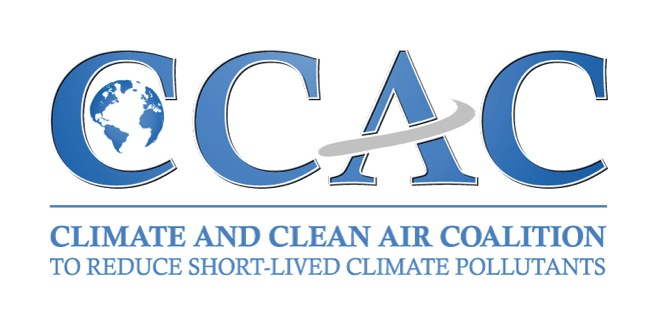 CCAC
CLIMATE AND CLEAN AIR COALITION
TO REDUCE SHORT-LIVED CLIMATE POLLUTANTS